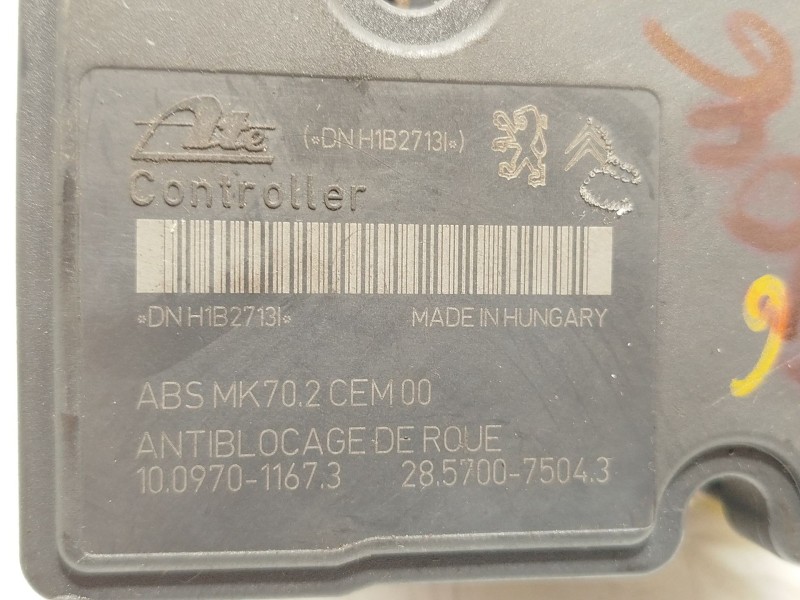 Ate (*DN H1B2713I*)
Controller
*DN H1B2713I* MADE IN HUNGARY
ABS MK70.2 CEM 00
ANTIBLOCAGE DE ROUE
10.0970-1167.3 28.5700-7504.3